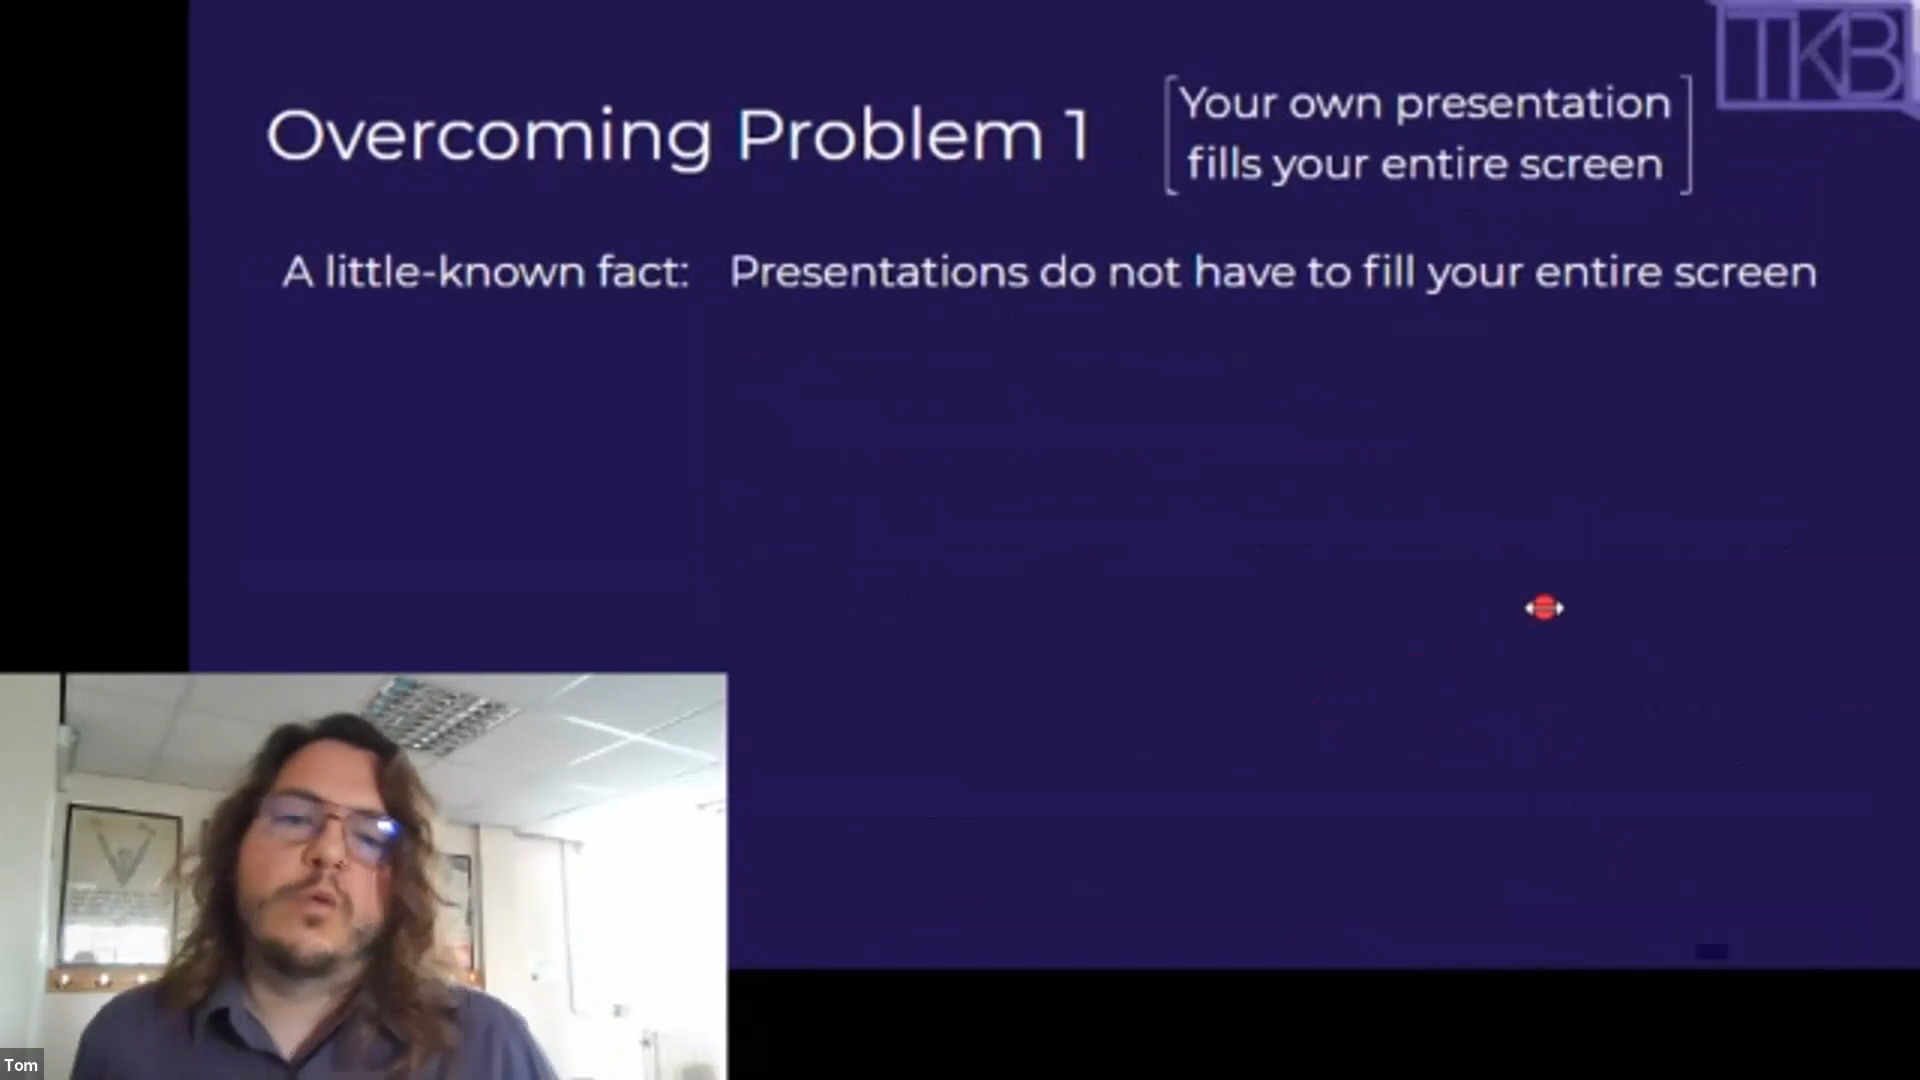 TKB
Overcoming Problem 1
Your own presentation
fills your entire screen
A little-known fact: Presentations do not have to fill your entire screen
Tom